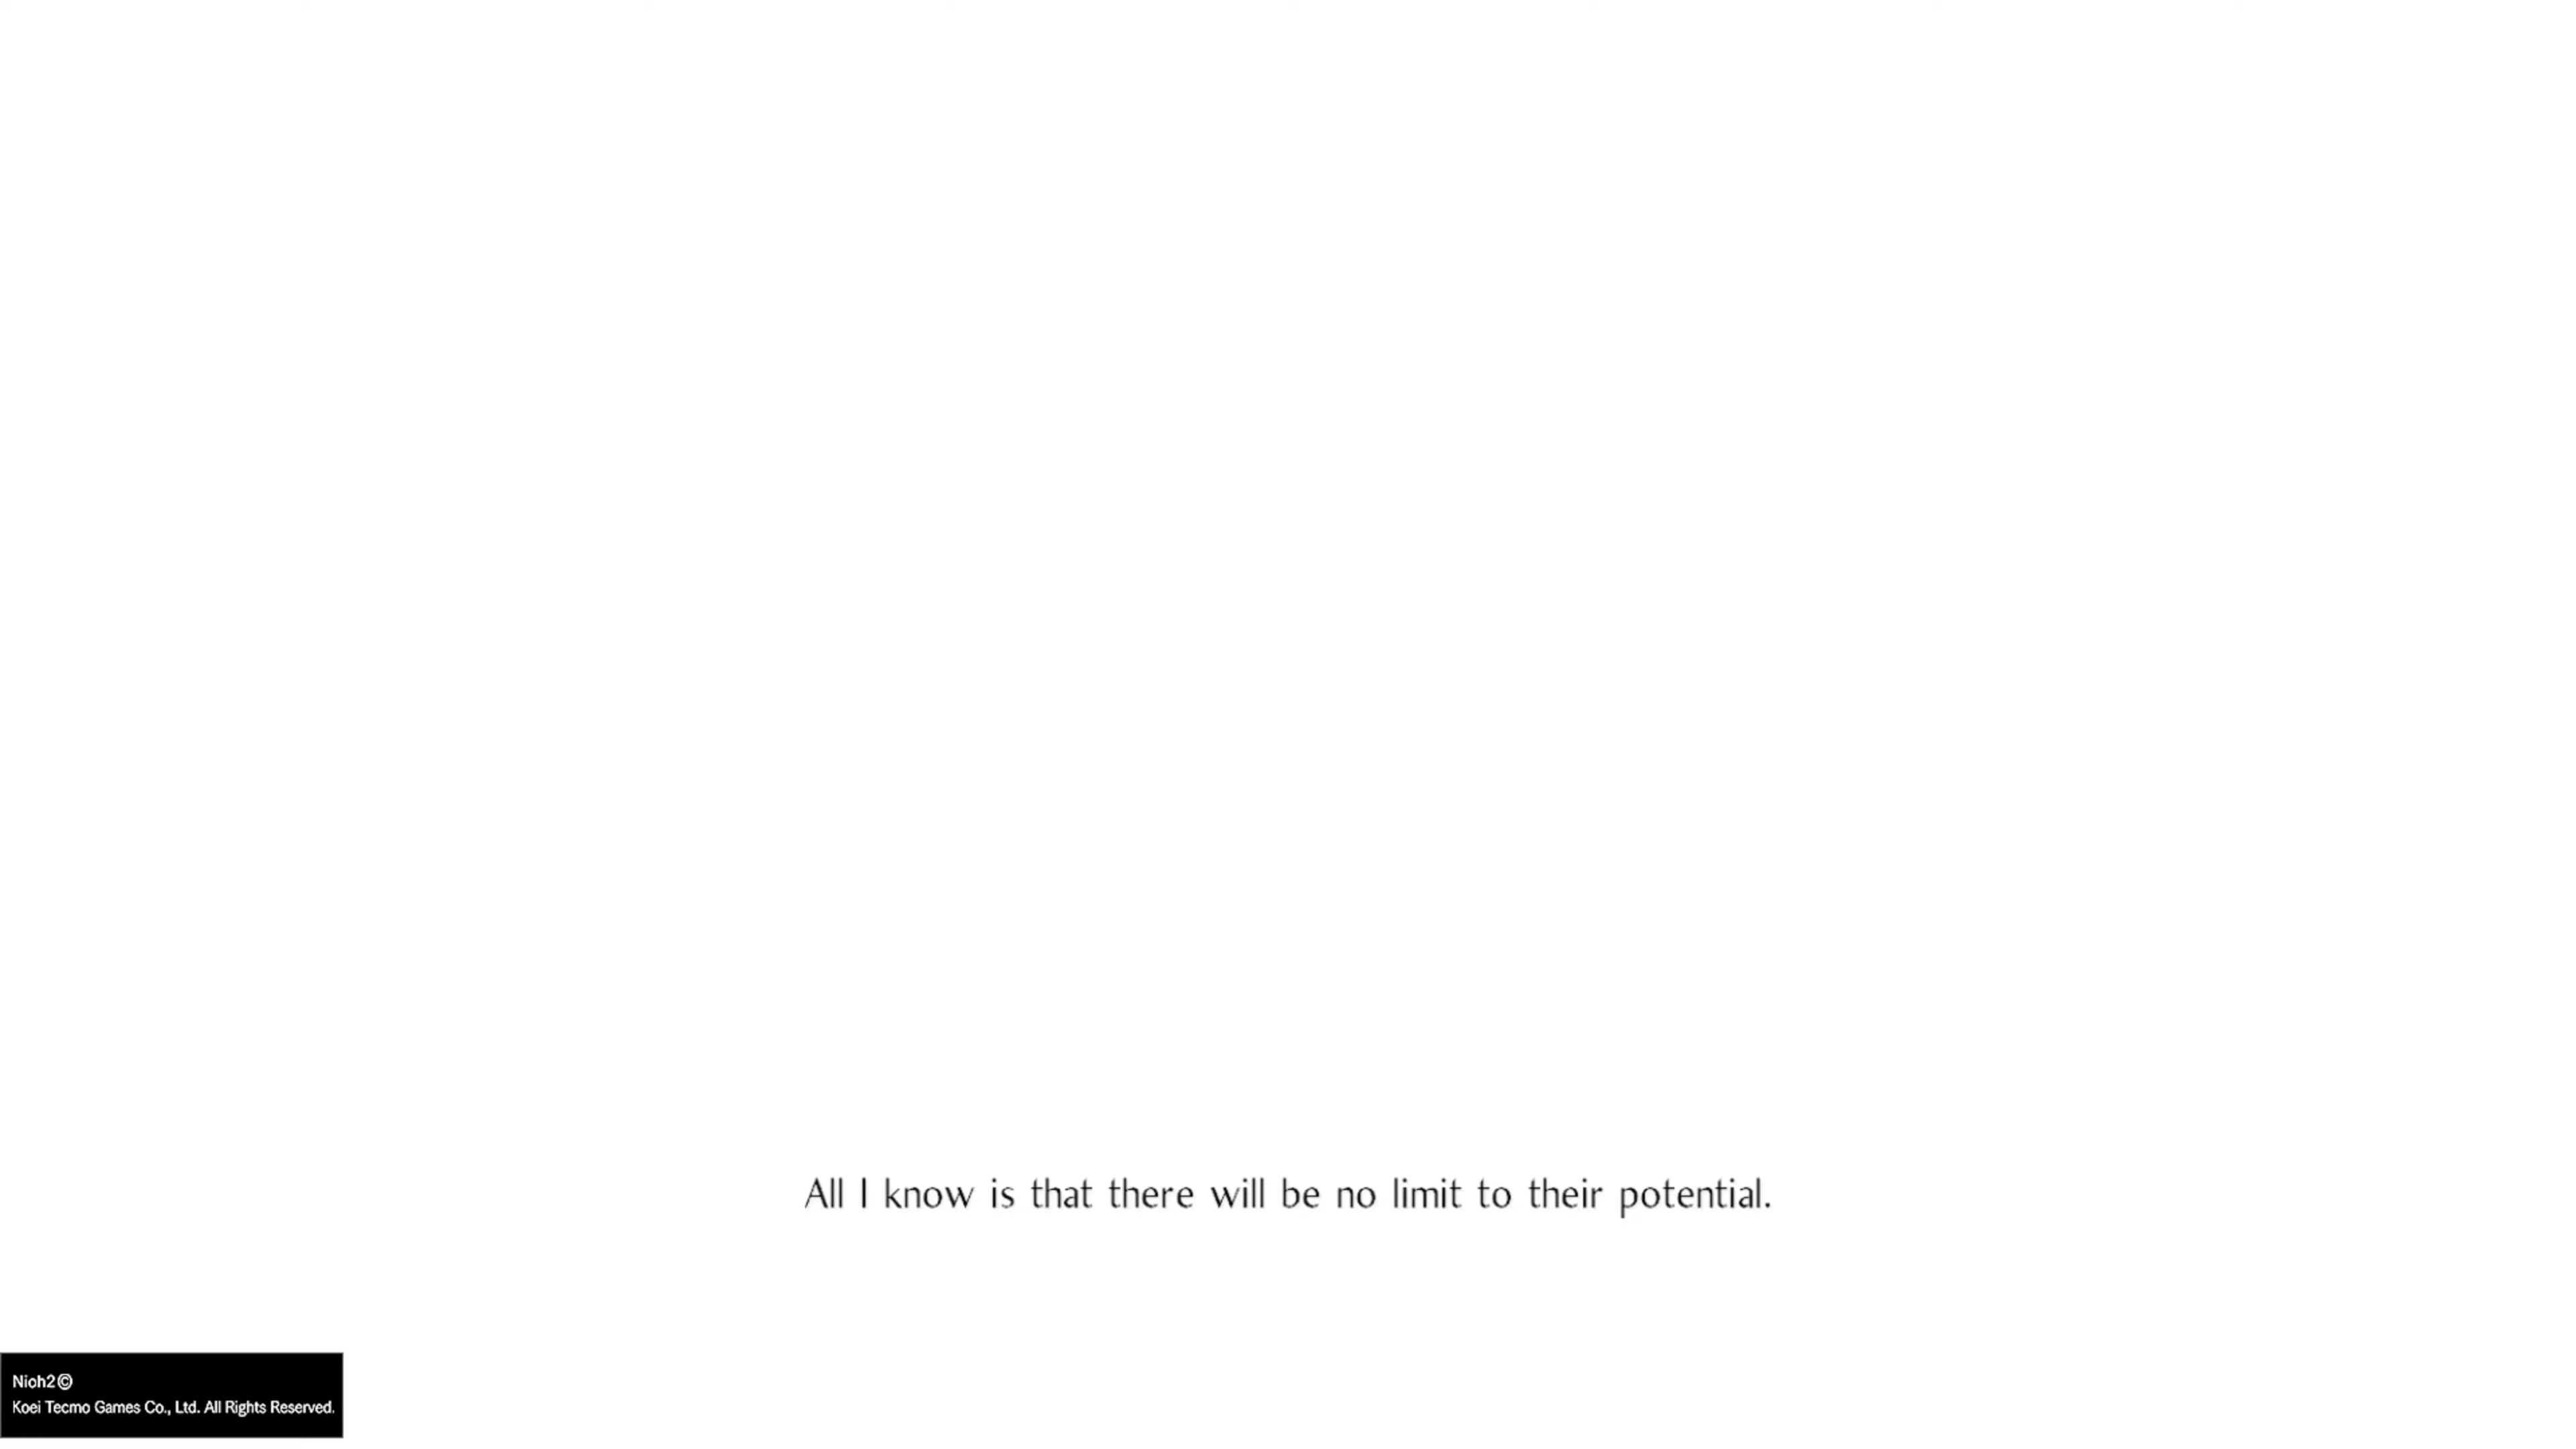 All I know is that there will be no limit to their potential.
Nioh2©
Koei Tecmo Games Co., Ltd. All Rights Reserved.